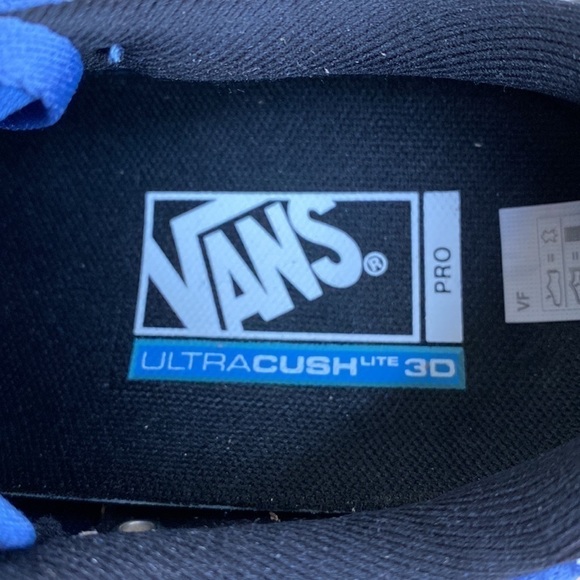 VANS®
PRO
ULTRACUSH LITE 3D
VF